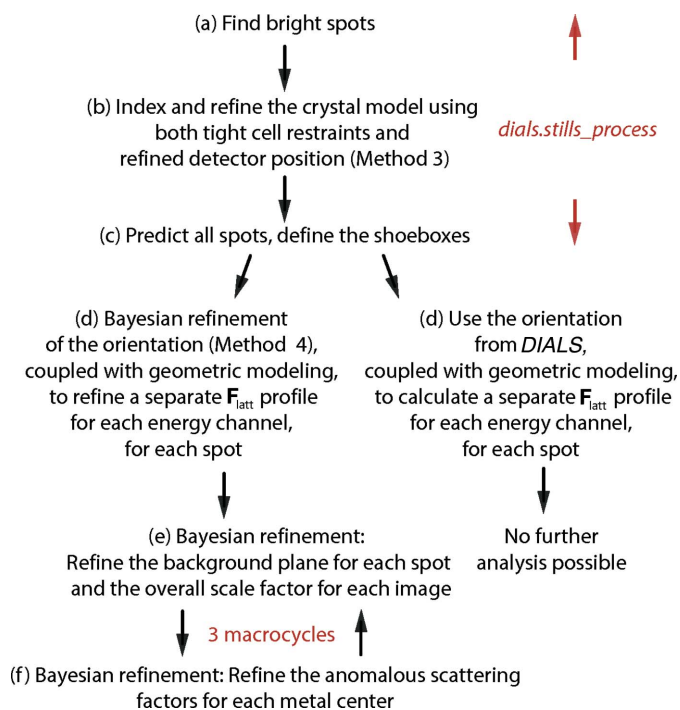 (a) Find bright spots
(b) Index and refine the crystal model using
both tight cell restraints and
refined detector position (Method 3)
dials.stills_process
(c) Predict all spots, define the shoeboxes
(d) Bayesian refinement
of the orientation (Method 4),
coupled with geometric modeling,
to refine a separate F_latt profile
for each energy channel,
for each spot
(d) Use the orientation
from DIALS,
coupled with geometric modeling,
to calculate a separate F_latt profile
for each energy channel,
for each spot
(e) Bayesian refinement:
Refine the background plane for each spot
and the overall scale factor for each image
No further
analysis possible
3 macrocycles
(f) Bayesian refinement: Refine the anomalous scattering
factors for each metal center